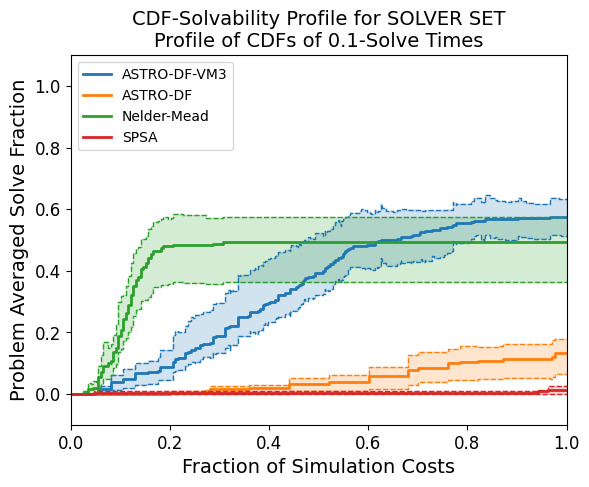 CDF-Solvability Profile for SOLVER SET
Profile of CDFs of 0.1-Solve Times
ASTRO-DF-VM3
ASTRO-DF
Nelder-Mead
SPSA
Problem Averaged Solve Fraction
1.0
0.8
0.6
0.4
0.2
0.0
0.0 0.2 0.4 0.6 0.8 1.0
Fraction of Simulation Costs